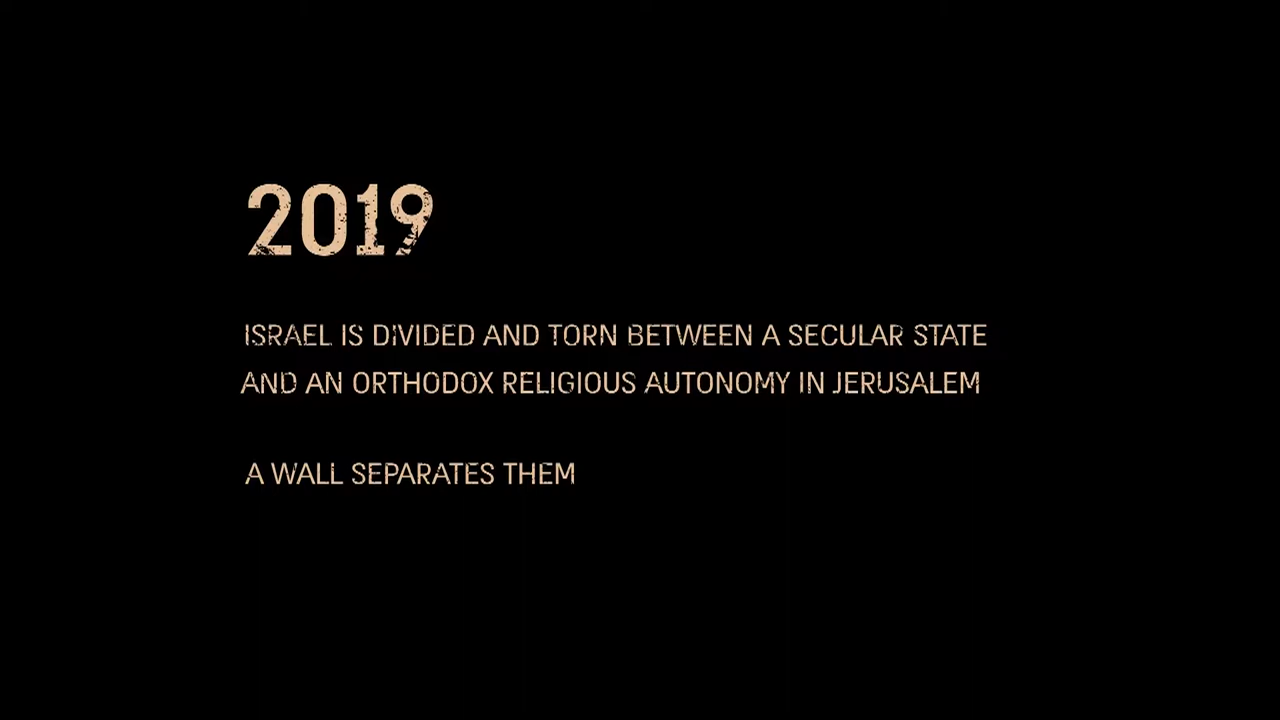 2019
ISRAEL IS DIVIDED AND TORN BETWEEN A SECULAR STATE
AND AN ORTHODOX RELIGIOUS AUTONOMY IN JERUSALEM
A WALL SEPARATES THEM